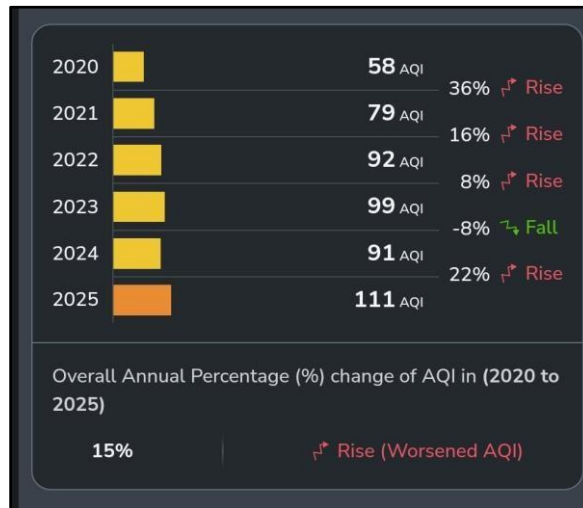 2020 58 AQI
36% Rise
2021 79 AQI
16% Rise
2022 92 AQI
8% Rise
2023 99 AQI
-8% Fall
2024 91 AQI
22% Rise
2025 111 AQI
Overall Annual Percentage (%) change of AQI in (2020 to
2025)
15% Rise (Worsened AQI)